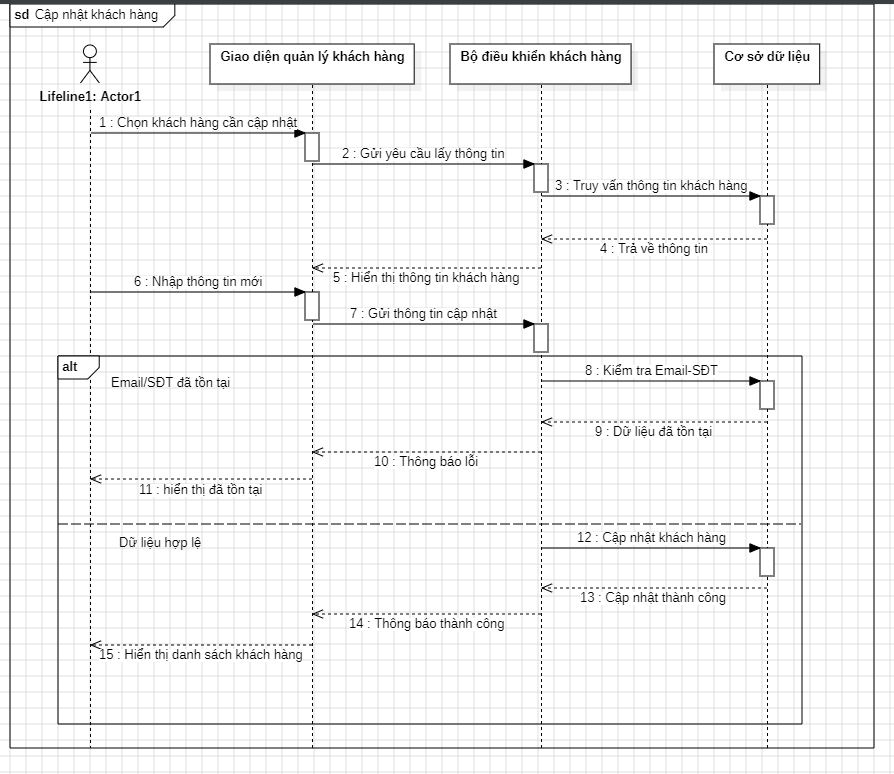 sd Cập nhật khách hàng
Lifeline1: Actor1
Giao diện quản lý khách hàng
Bộ điều khiển khách hàng
Cơ sở dữ liệu
1 : Chọn khách hàng cần cập nhật
2 : Gửi yêu cầu lấy thông tin
3 : Truy vấn thông tin khách hàng
4 : Trả về thông tin
5 : Hiển thị thông tin khách hàng
6 : Nhập thông tin mới
7 : Gửi thông tin cập nhật
alt
Email/SĐT đã tồn tại
8 : Kiểm tra Email-SĐT
9 : Dữ liệu đã tồn tại
10 : Thông báo lỗi
11 : hiển thị đã tồn tại
Dữ liệu hợp lệ
12 : Cập nhật khách hàng
13 : Cập nhật thành công
14 : Thông báo thành công
15 : Hiển thị danh sách khách hàng